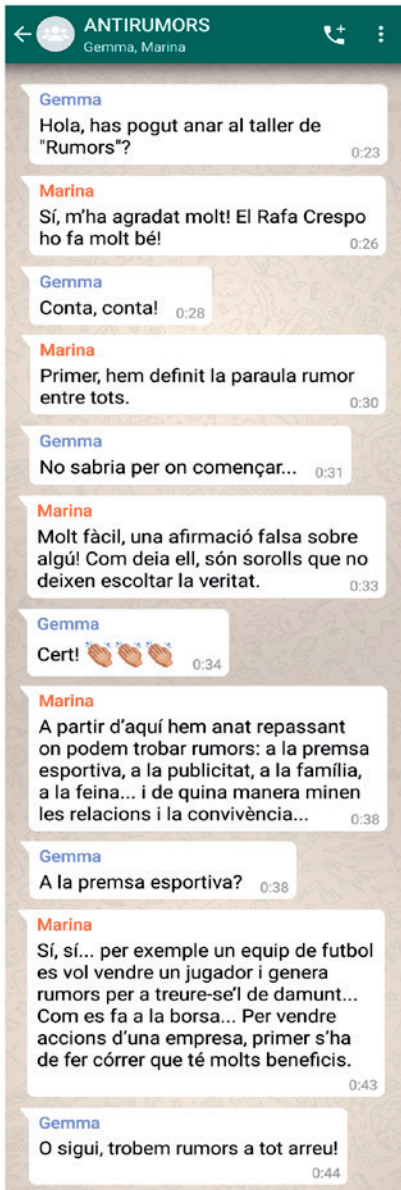 ANTIRUMORS
Gemma, Marina
Gemma
Hola, has pogut anar al taller de
"Rumors"?
0:23
Marina
Sí, m'ha agradat molt! El Rafa Crespo
ho fa molt bé!
0:26
Gemma
Conta, conta! 0:28
Marina
Primer, hem definit la paraula rumor
entre tots.
0:30
Gemma
No sabria per on començar... 0:31
Marina
Molt fàcil, una afirmació falsa sobre
algú! Com deia ell, són sorolls que no
deixen escoltar la veritat.
0:33
Gemma
Cert! 👏👏👏 0:34
Marina
A partir d'aquí hem anat repassant
on podem trobar rumors: a la premsa
esportiva, a la publicitat, a la família,
a la feina... i de quina manera minen
les relacions i la convivència... 0:38
Gemma
A la premsa esportiva? 0:38
Marina
Sí, sí... per exemple un equip de futbol
es vol vendre un jugador i genera
rumors per a treure-se'l de damunt...
Com es fa a la borsa... Per vendre
accions d'una empresa, primer s'ha
de fer córrer que té molts beneficis.
0:43
Gemma
O sigui, trobem rumors a tot arreu!
0:44